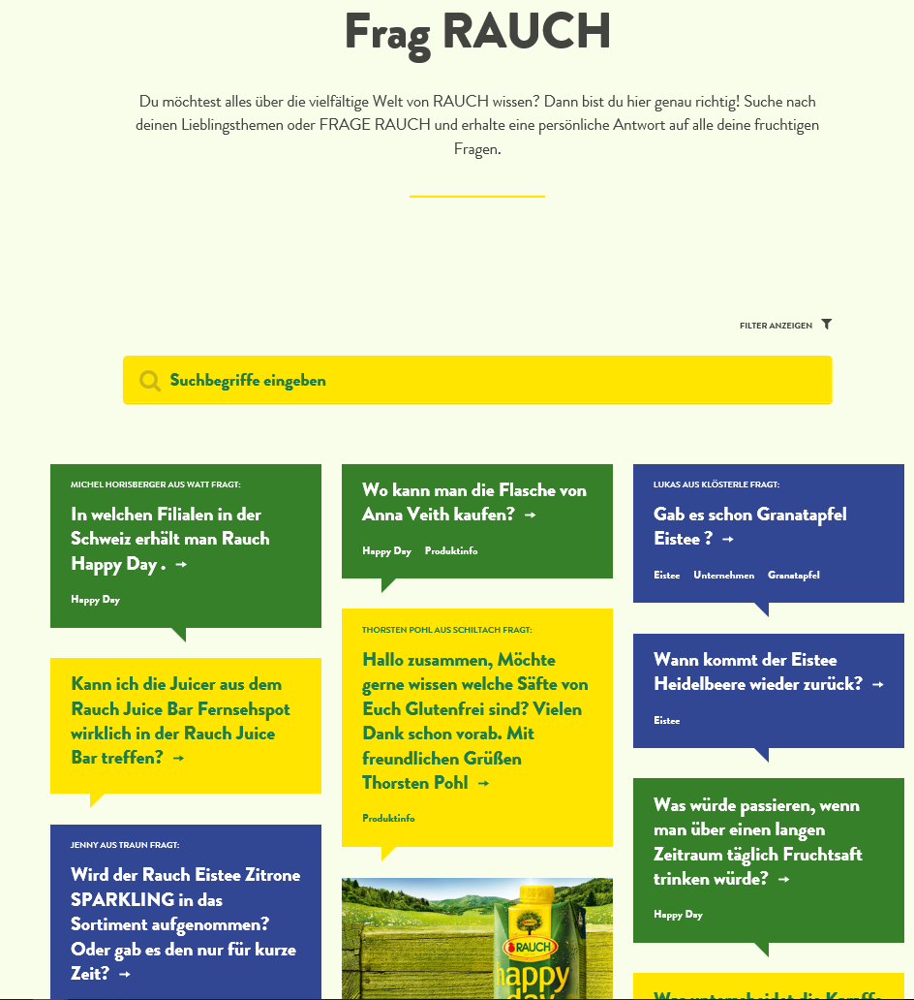 Frag RAUCH
Du möchtest alles über die vielfältige Welt von RAUCH wissen? Dann bist du hier genau richtig! Suche nach
deinen Lieblingsthemen oder FRAGE RAUCH und erhalte eine persönliche Antwort auf alle deine fruchtigen
Fragen.
FILTER ANZEIGEN
Suchbegriffe eingeben
MICHEL HORISBERGER AUS WATT FRAGT:
In welchen Filialen in der
Schweiz erhält man Rauch
Happy Day . →
Happy Day
Kann ich die Juicer aus dem
Rauch Juice Bar Fernsehspot
wirklich in der Rauch Juice
Bar treffen? →
JENNY AUS TRAUN FRAGT:
Wird der Rauch Eistee Zitrone
SPARKLING in das
Sortiment aufgenommen?
Oder gab es den nur für kurze
Zeit? →
Wo kann man die Flasche von
Anna Veith kaufen? →
Happy Day Produktinfo
THORSTEN POHL AUS SCHILTACH FRAGT:
Hallo zusammen, Möchte
gerne wissen welche Säfte von
Euch Glutenfrei sind? Vielen
Dank schon vorab. Mit
freundlichen Grüßen
Thorsten Pohl →
Produktinfo
RAUCH
happy
day
LUKAS AUS KLÖSTERLE FRAGT:
Gab es schon Granatapfel
Eistee ? →
Eistee Unternehmen Granatapfel
Wann kommt der Eistee
Heidelbeere wieder zurück? →
Eistee
Was würde passieren, wenn
man über einen langen
Zeitraum täglich Fruchtsaft
trinken würde? →
Happy Day
Was unterscheidet die Karaffe